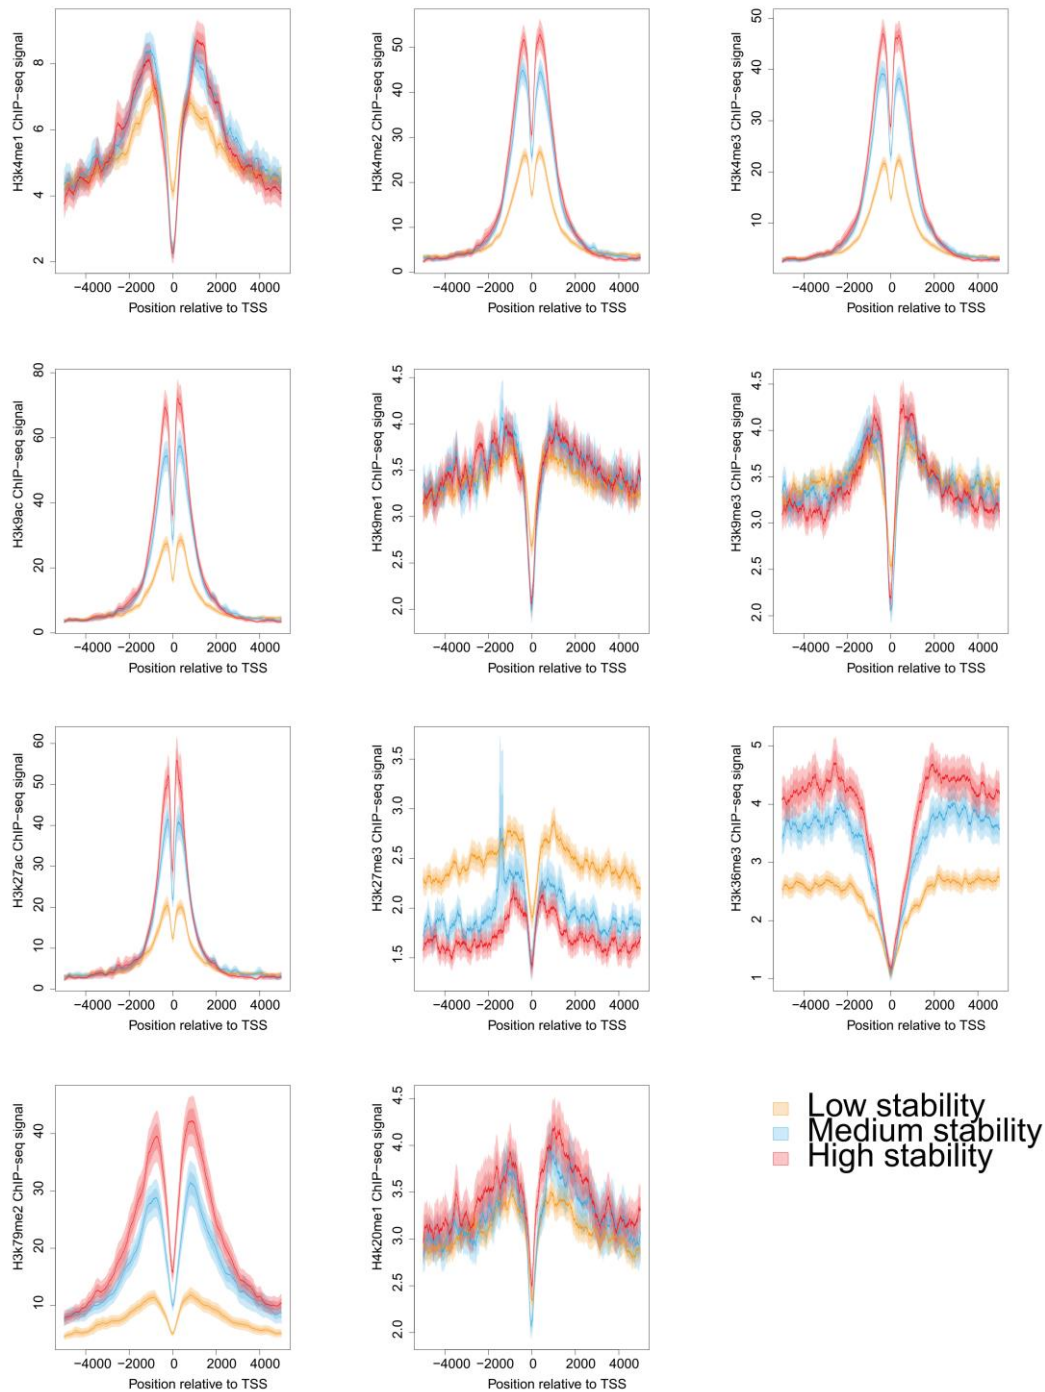 H3k4me1 ChIP-seq signal
8
6
4
2
−4000 −2000 0 2000 4000
Position relative to TSS
H3k4me2 ChIP-seq signal
50
40
30
20
10
0
−4000 −2000 0 2000 4000
Position relative to TSS
H3k4me3 ChIP-seq signal
50
40
30
20
10
−4000 −2000 0 2000 4000
Position relative to TSS
H3k9ac ChIP-seq signal
80
60
40
20
0
−4000 −2000 0 2000 4000
Position relative to TSS
H3k9me1 ChIP-seq signal
4.5
4.0
3.5
3.0
2.5
2.0
−4000 −2000 0 2000 4000
Position relative to TSS
H3k9me3 ChIP-seq signal
4.5
4.0
3.5
3.0
2.5
2.0
−4000 −2000 0 2000 4000
Position relative to TSS
H3k27ac ChIP-seq signal
60
50
40
30
20
10
0
−4000 −2000 0 2000 4000
Position relative to TSS
H3k27me3 ChIP-seq signal
3.5
3.0
2.5
2.0
1.5
−4000 −2000 0 2000 4000
Position relative to TSS
H3k36me3 ChIP-seq signal
5
4
3
2
1
−4000 −2000 0 2000 4000
Position relative to TSS
H3k79me2 ChIP-seq signal
40
30
20
10
−4000 −2000 0 2000 4000
Position relative to TSS
H4k20me1 ChIP-seq signal
4.5
4.0
3.5
3.0
2.5
2.0
−4000 −2000 0 2000 4000
Position relative to TSS
Low stability
Medium stability
High stability